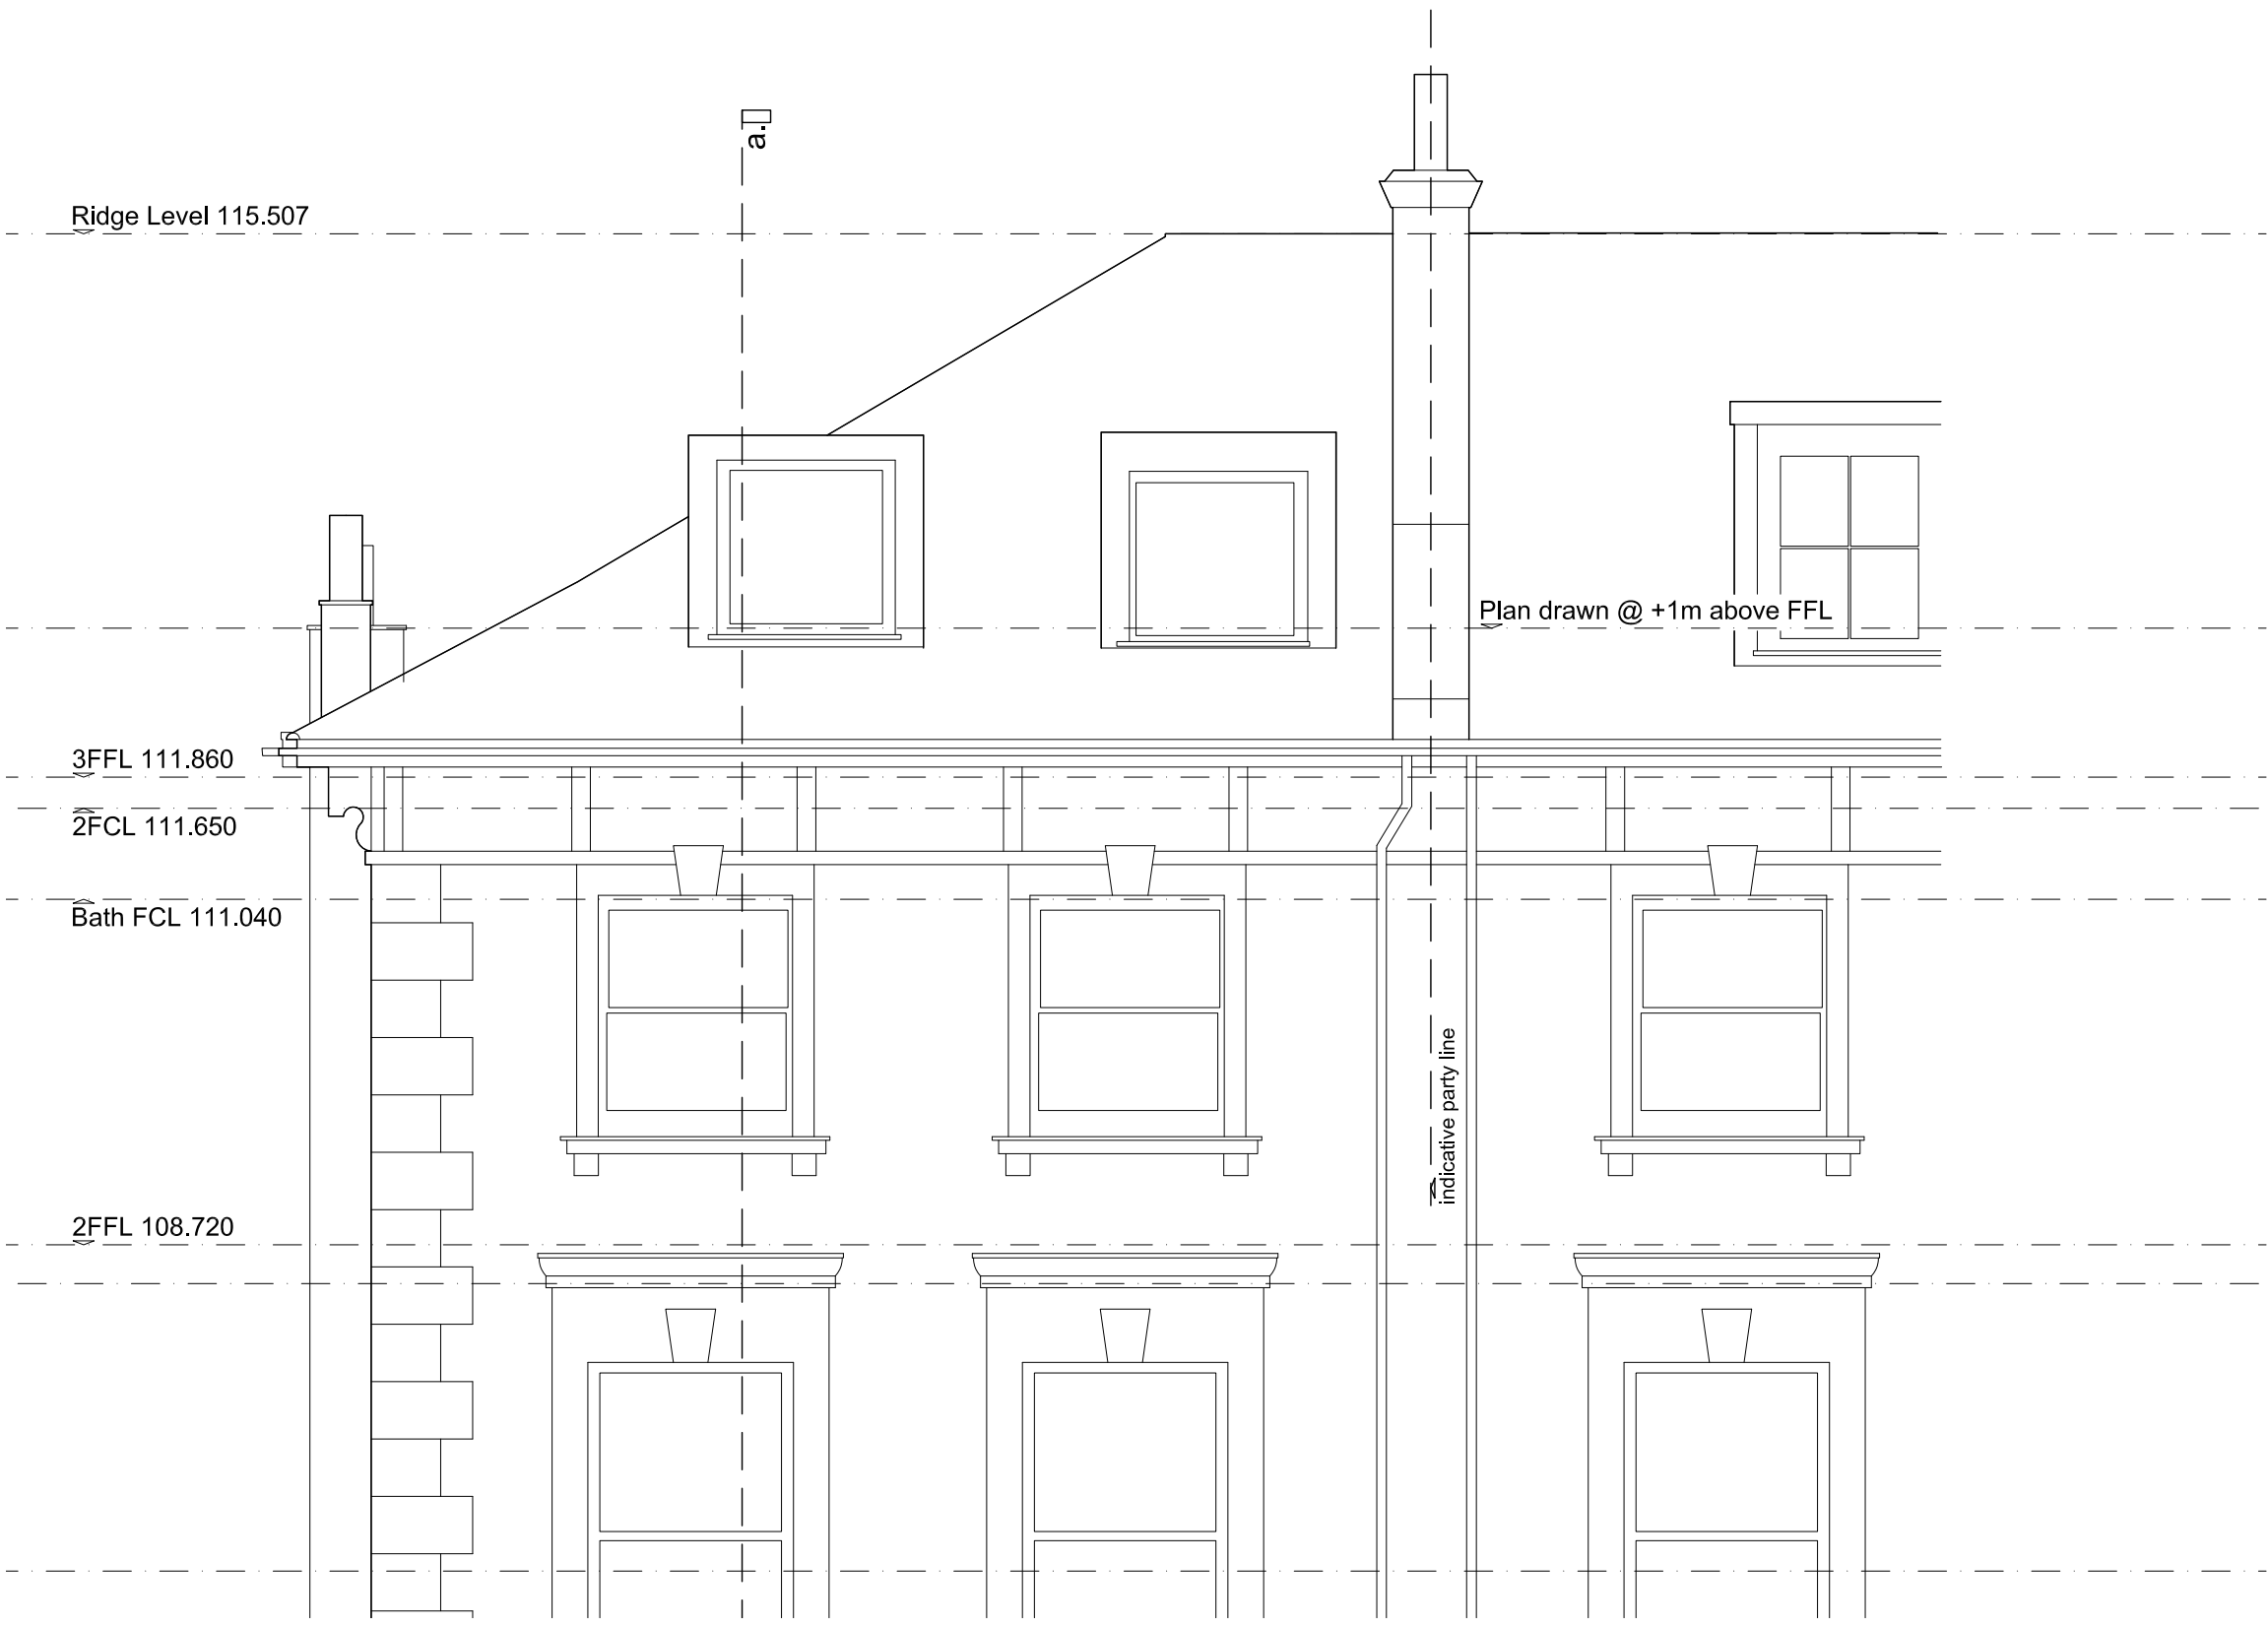 a.
Ridge Level 115.507
Plan drawn @ +1m above FFL
3FFL 111.860
2FCL 111.650
Bath FCL 111.040
indicative party line
2FFL 108.720